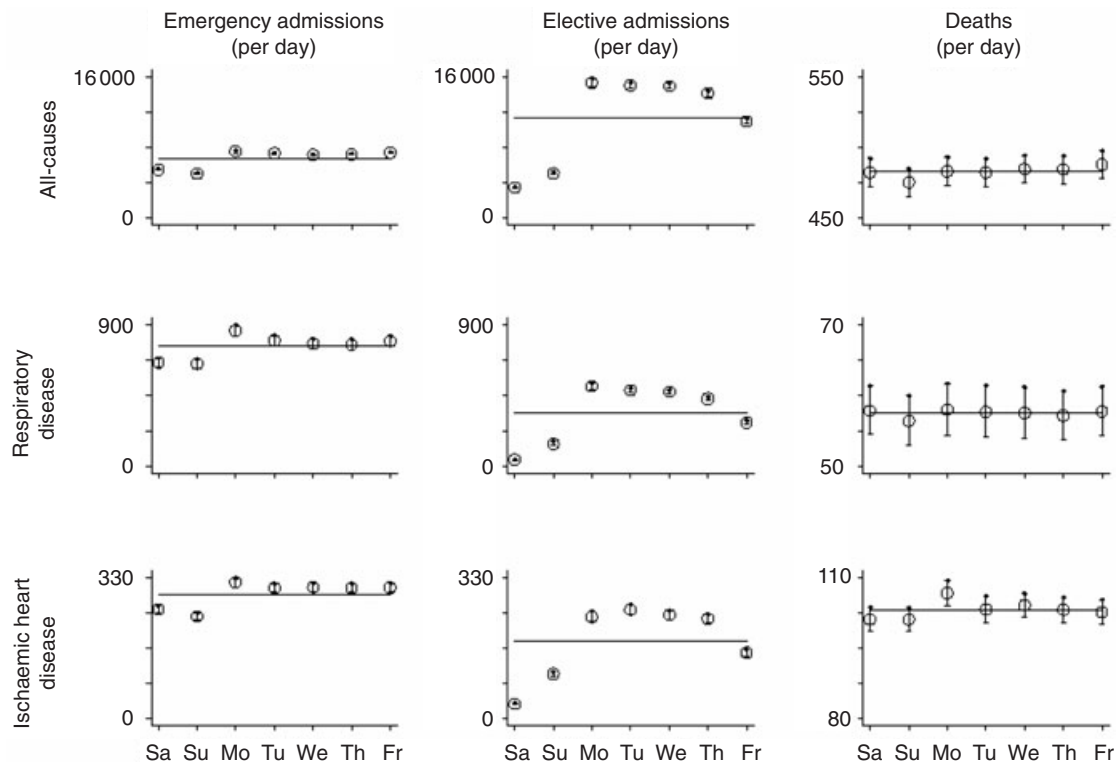 Emergency admissions
(per day)
Elective admissions
(per day)
Deaths
(per day)
All-causes
16 000
0
16 000
0
550
450
Respiratory
disease
900
0
900
0
70
50
Ischaemic heart
disease
330
0
330
0
110
80
Sa Su Mo Tu We Th Fr
Sa Su Mo Tu We Th Fr
Sa Su Mo Tu We Th Fr